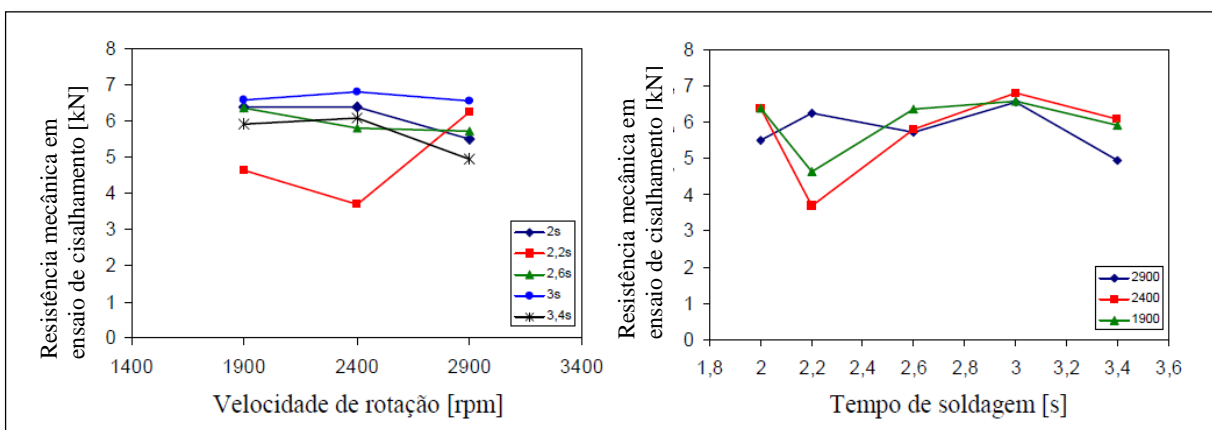 Resistência mecânica em
ensaio de cisalhamento [kN]
8
7
6
5
4
3
2
1
0
1400 1900 2400 2900 3400
Velocidade de rotação [rpm]
2s
2,2s
2,6s
3s
3,4s
Resistência mecânica em
ensaio de cisalhamento [kN]
8
7
6
5
4
3
2
1
0
1,8 2 2,2 2,4 2,6 2,8 3 3,2 3,4 3,6
Tempo de soldagem [s]
2900
2400
1900